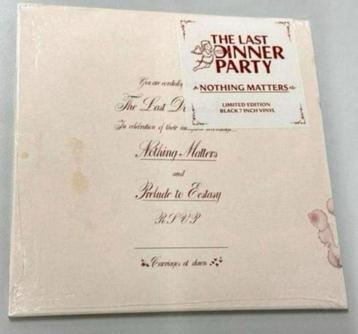 THE LAST
DINNER
PARTY
NOTHING MATTERS
LIMITED EDITION
BLACK 7 INCH VINYL
You are cordially
The Last D
In celebration of their
Nothing Matters
and
Prelude to Ecstasy
R.S.V.P
Carriages at dawn